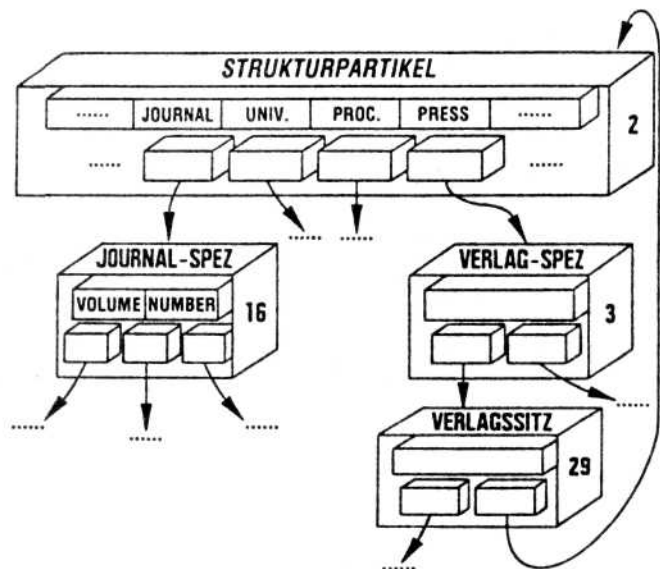 STRUKTURPARTIKEL
...... JOURNAL UNIV. PROC. PRESS ......
2
...... ......
...... ......
JOURNAL-SPEZ
VOLUME NUMBER
16
VERLAG-SPEZ
3
......
...... ...... ......
VERLAGSSITZ
29
......